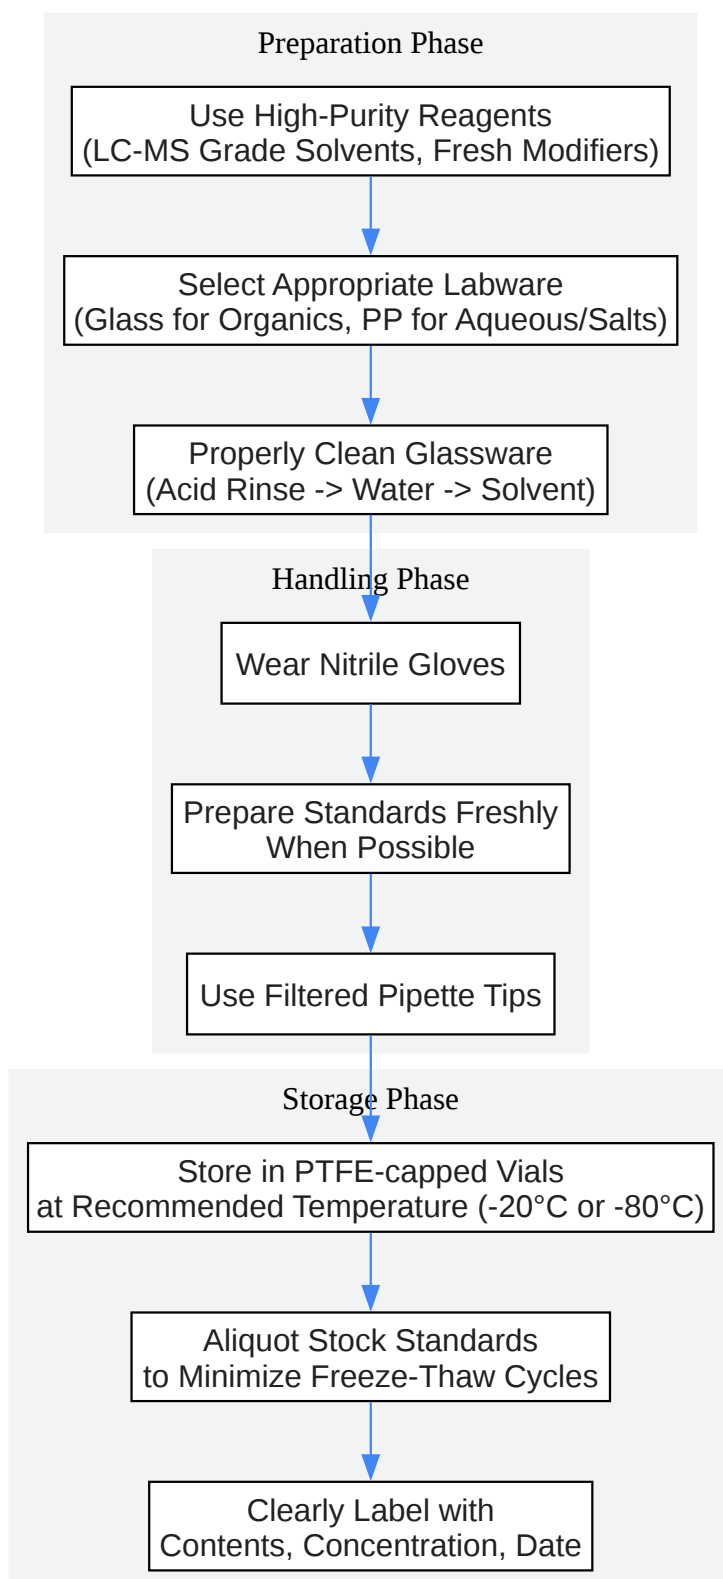 Preparation Phase
Use High-Purity Reagents
(LC-MS Grade Solvents, Fresh Modifiers)
Select Appropriate Labware
(Glass for Organics, PP for Aqueous/Salts)
Properly Clean Glassware
(Acid Rinse -> Water -> Solvent)
Handling Phase
Wear Nitrile Gloves
Prepare Standards Freshly
When Possible
Use Filtered Pipette Tips
Storage Phase
Store in PTFE-capped Vials
at Recommended Temperature (-20°C or -80°C)
Aliquot Stock Standards
to Minimize Freeze-Thaw Cycles
Clearly Label with
Contents, Concentration, Date